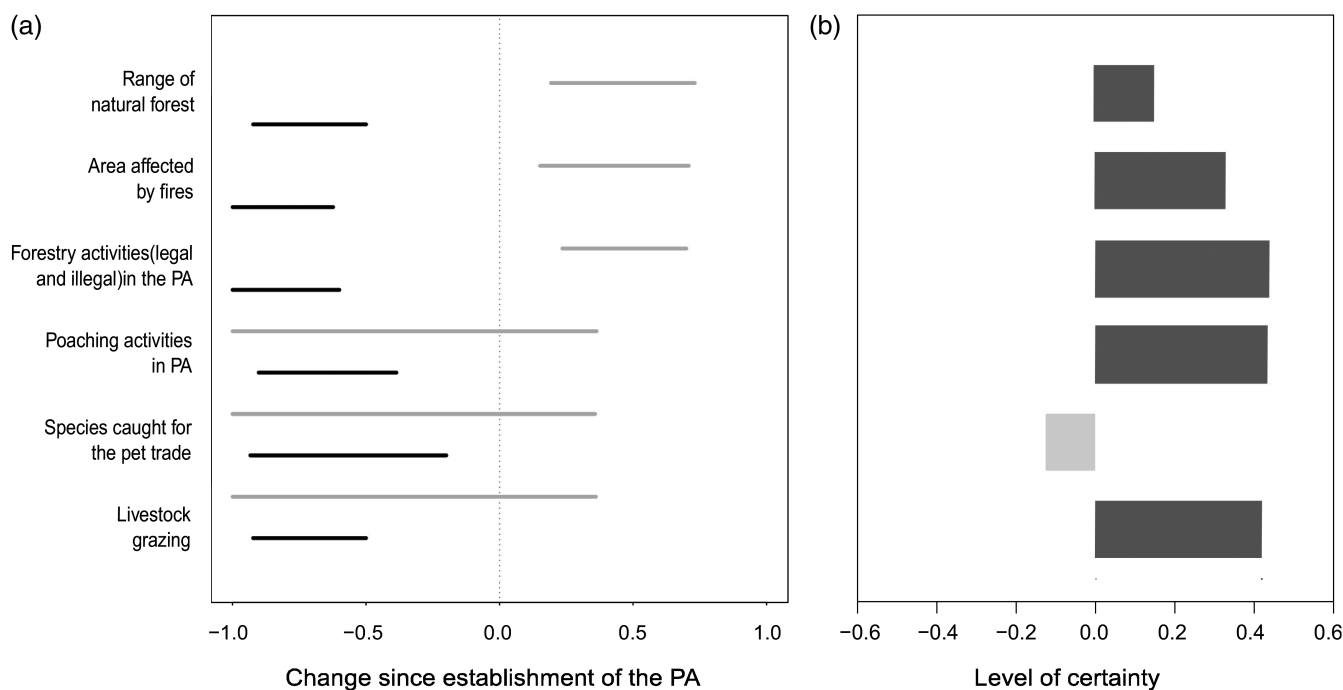 (a)
Range of
natural forest
Area affected
by fires
Forestry activities(legal
and illegal)in the PA
Poaching activities
in PA
Species caught for
the pet trade
Livestock
grazing
−1.0 −0.5 0.0 0.5 1.0
Change since establishment of the PA
(b)
−0.6 −0.4 −0.2 0.0 0.2 0.4 0.6
Level of certainty